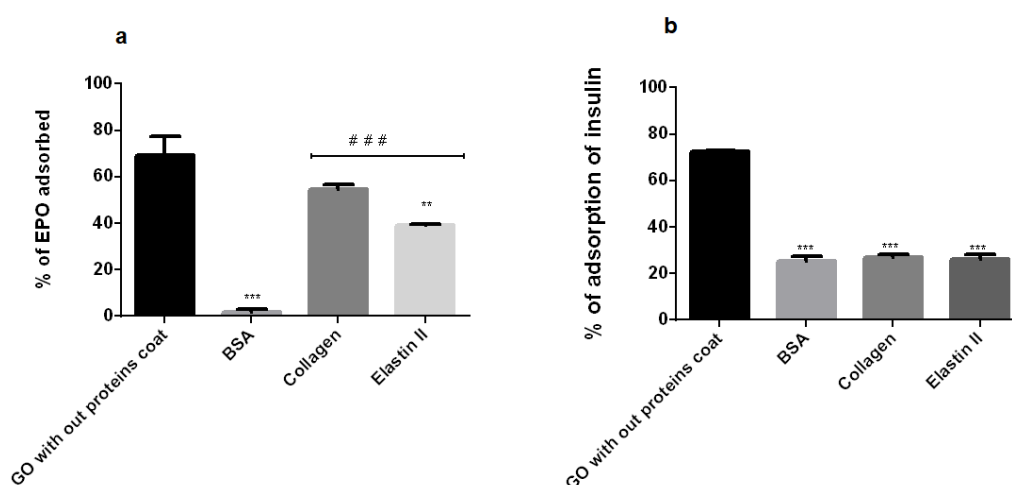 a
% of EPO adsorbed
100
80
60
40
20
0
# # #
**
***
GO with out proteins coat
BSA
Collagen
Elastin II
b
% of adsorption of insulin
100
80
60
40
20
0
***
***
***
GO with out proteins coat
BSA
Collagen
Elastin II